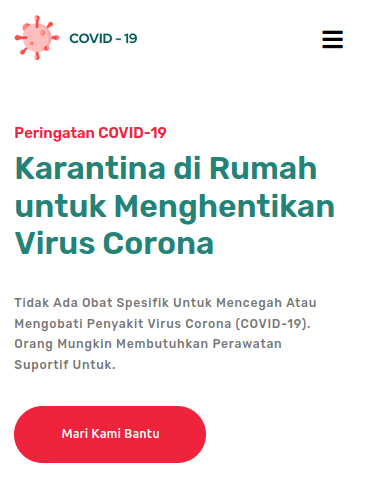 COVID - 19
Peringatan COVID-19
Karantina di Rumah
untuk Menghentikan
Virus Corona
Tidak Ada Obat Spesifik Untuk Mencegah Atau
Mengobati Penyakit Virus Corona (COVID-19).
Orang Mungkin Membutuhkan Perawatan
Suportif Untuk.
Mari Kami Bantu